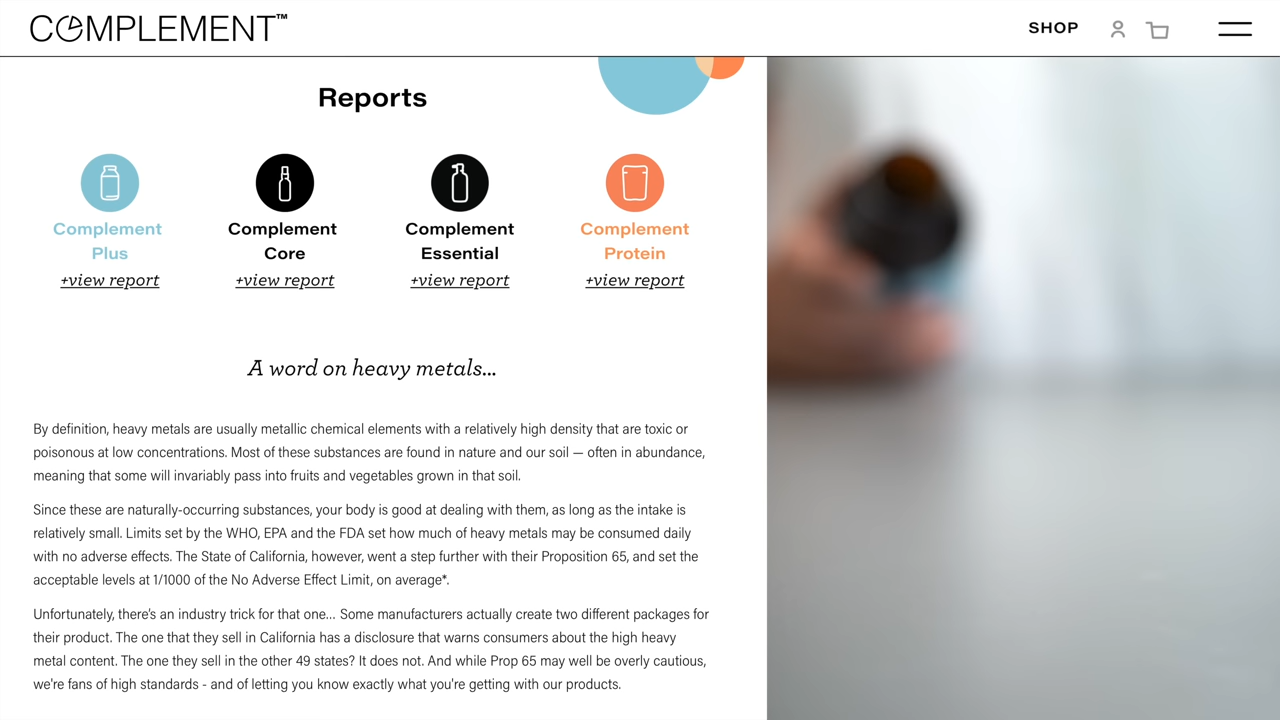 COMPLEMENT™
SHOP
Reports
Complement
Plus
+view report
Complement
Core
+view report
Complement
Essential
+view report
Complement
Protein
+view report
A word on heavy metals...
By definition, heavy metals are usually metallic chemical elements with a relatively high density that are toxic or
poisonous at low concentrations. Most of these substances are found in nature and our soil — often in abundance,
meaning that some will invariably pass into fruits and vegetables grown in that soil.
Since these are naturally-occurring substances, your body is good at dealing with them, as long as the intake is
relatively small. Limits set by the WHO, EPA and the FDA set how much of heavy metals may be consumed daily
with no adverse effects. The State of California, however, went a step further with their Proposition 65, and set the
acceptable levels at 1/1000 of the No Adverse Effect Limit, on average*.
Unfortunately, there's an industry trick for that one... Some manufacturers actually create two different packages for
their product. The one that they sell in California has a disclosure that warns consumers about the high heavy
metal content. The one they sell in the other 49 states? It does not. And while Prop 65 may well be overly cautious,
we're fans of high standards - and of letting you know exactly what you're getting with our products.